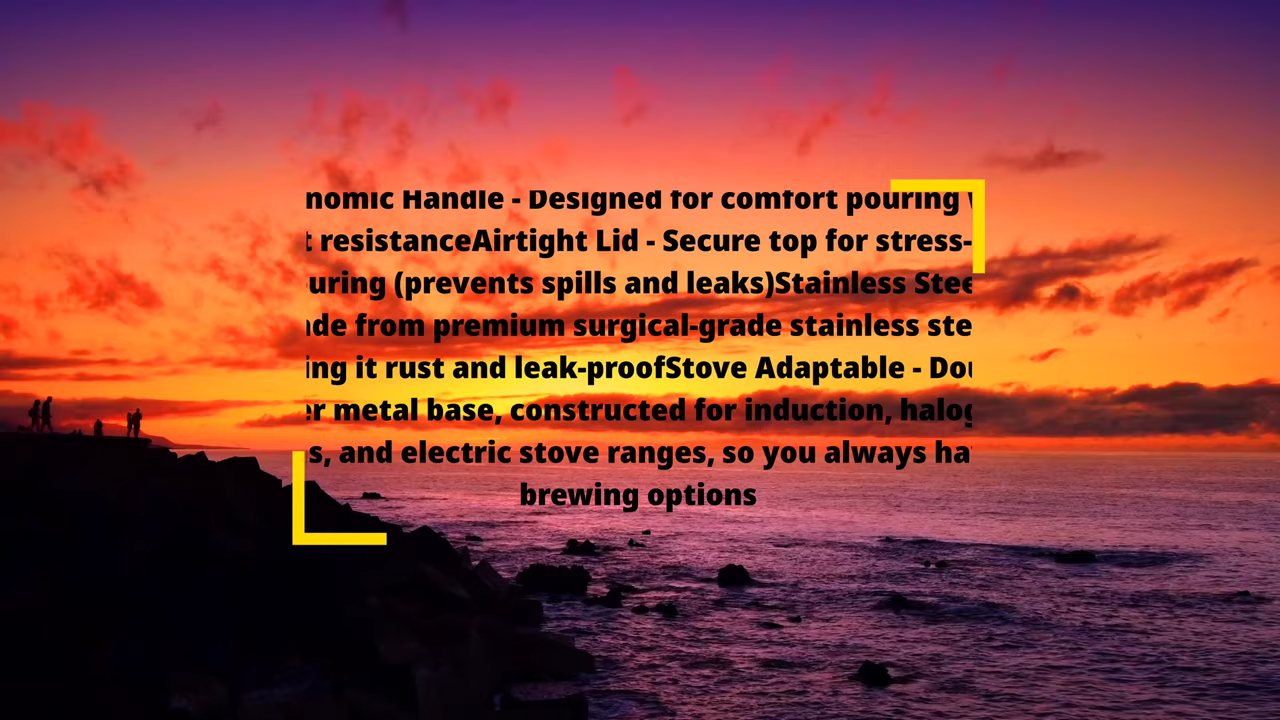 nomic Handle - Designed for comfort pouring
resistanceAirtight Lid - Secure top for stress-
uring (prevents spills and leaks)Stainless Stee
de from premium surgical-grade stainless ste
ing it rust and leak-proofStove Adaptable - Dou
er metal base, constructed for induction, halog
s, and electric stove ranges, so you always ha
brewing options